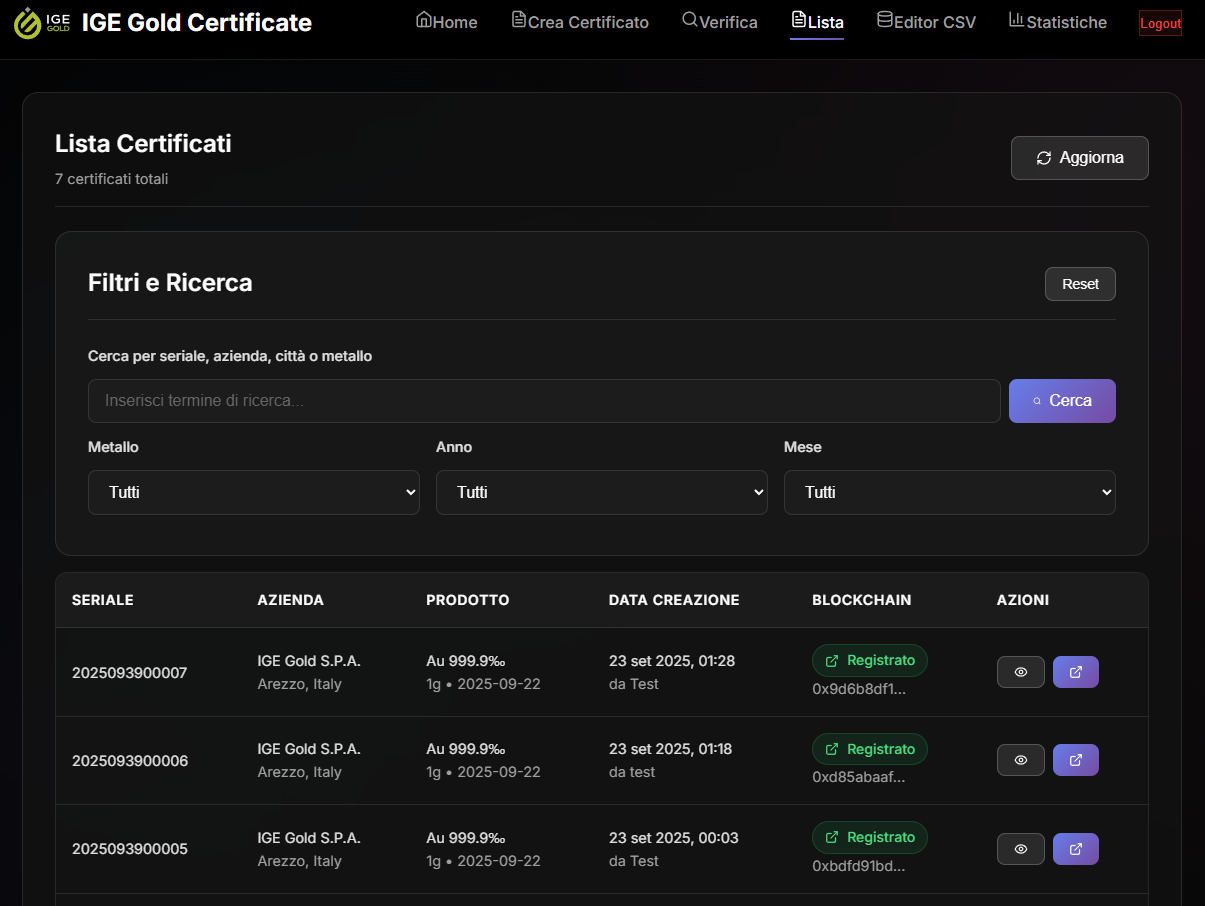 IGE GOLD IGE Gold Certificate Home Crea Certificato Verifica Lista Editor CSV Statistiche Logout
Lista Certificati
7 certificati totali
Aggiorna
Filtri e Ricerca
Reset
Cerca per seriale, azienda, città o metallo
Inserisci termine di ricerca... Cerca
Metallo Anno Mese
Tutti Tutti Tutti
SERIALE AZIENDA PRODOTTO DATA CREAZIONE BLOCKCHAIN AZIONI
2025093900007
IGE Gold S.P.A. Au 999.9‰ 23 set 2025, 01:28 Registrato
Arezzo, Italy 1g • 2025-09-22 da Test 0x9d6b8df1...
2025093900006
IGE Gold S.P.A. Au 999.9‰ 23 set 2025, 01:18 Registrato
Arezzo, Italy 1g • 2025-09-22 da test 0xd85abaaf...
2025093900005
IGE Gold S.P.A. Au 999.9‰ 23 set 2025, 00:03 Registrato
Arezzo, Italy 1g • 2025-09-22 da Test 0xbdfd91bd...